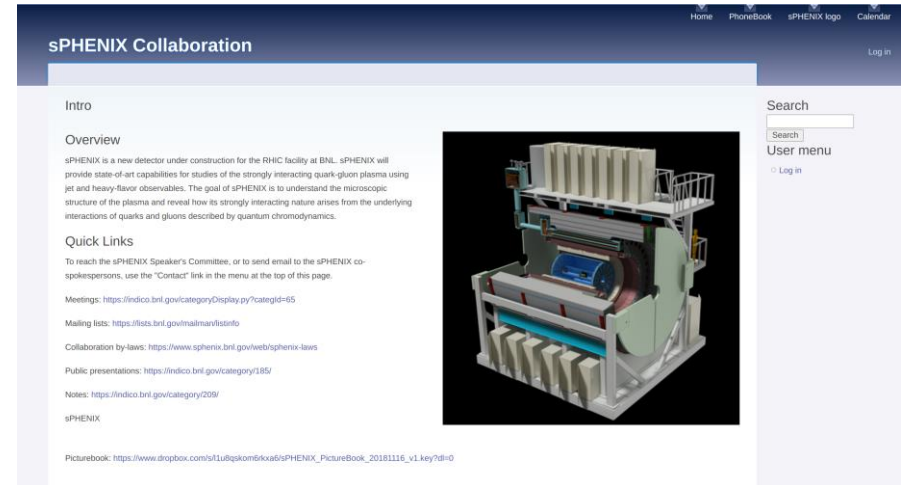 Home PhoneBook sPHENIX logo Calendar
sPHENIX Collaboration
Log in
Intro
Overview
sPHENIX is a new detector under construction for the RHIC facility at BNL. sPHENIX will
provide state-of-art capabilities for studies of the strongly interacting quark-gluon plasma using
jet and heavy-flavor observables. The goal of sPHENIX is to understand the microscopic
structure of the plasma and reveal how its strongly interacting nature arises from the underlying
interactions of quarks and gluons described by quantum chromodynamics.
Quick Links
To reach the sPHENIX Speaker's Committee, or to send email to the sPHENIX co-
spokespersons, use the "Contact" link in the menu at the top of this page.
Meetings: https://indico.bnl.gov/categoryDisplay.py?categId=65
Mailing lists: https://lists.bnl.gov/mailman/listinfo
Collaboration by-laws: https://www.sphenix.bnl.gov/web/sphenix-laws
Public presentations: https://indico.bnl.gov/category/185/
Notes: https://indico.bnl.gov/category/209/
sPHENIX
Picturebook: https://www.dropbox.com/s/l1u8qskom6rkxa6/sPHENIX_PictureBook_20181116_v1.key?dl=0
Search
Search
User menu
Log in